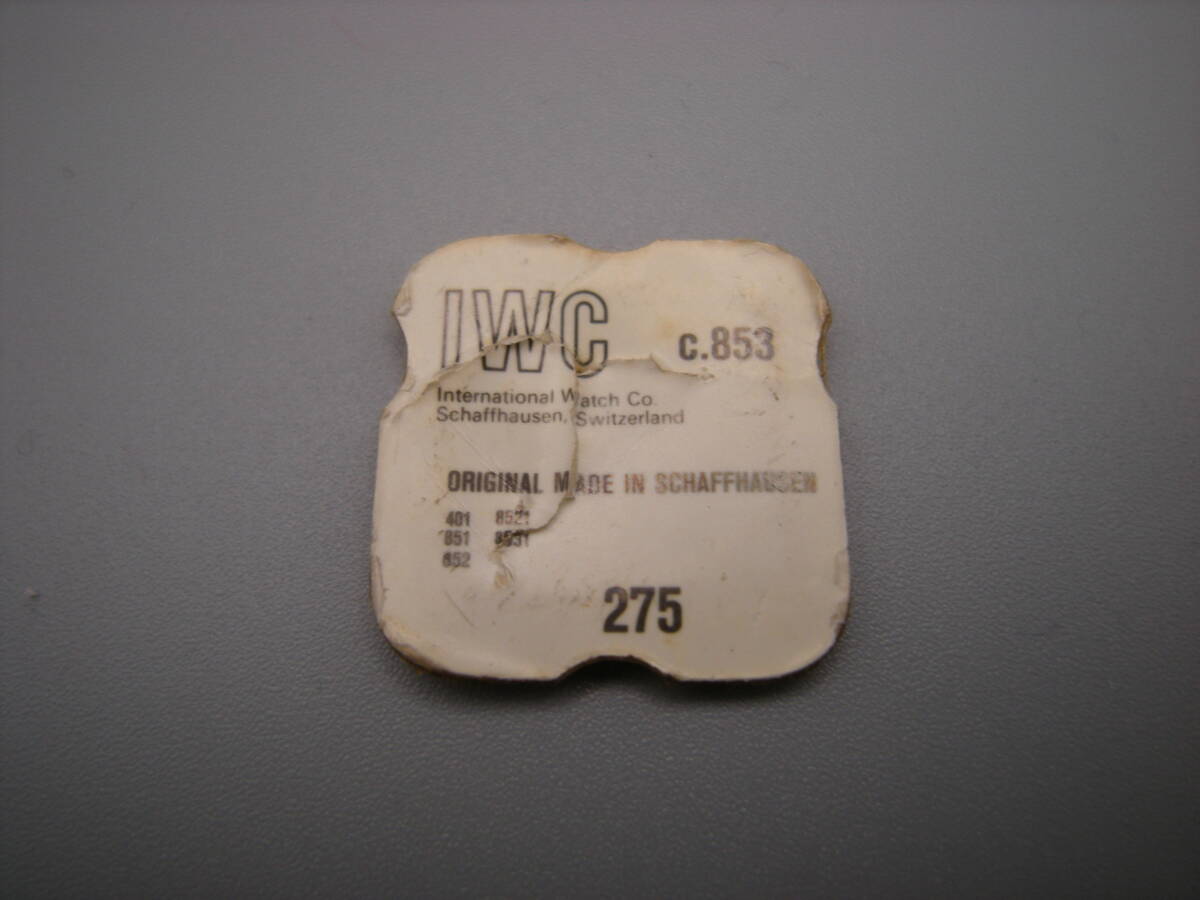 IWC c.853
International Watch Co.
Schaffhausen, Switzerland
ORIGINAL MADE IN SCHAFFHAUSEN
401 8521
851 8531
852
275